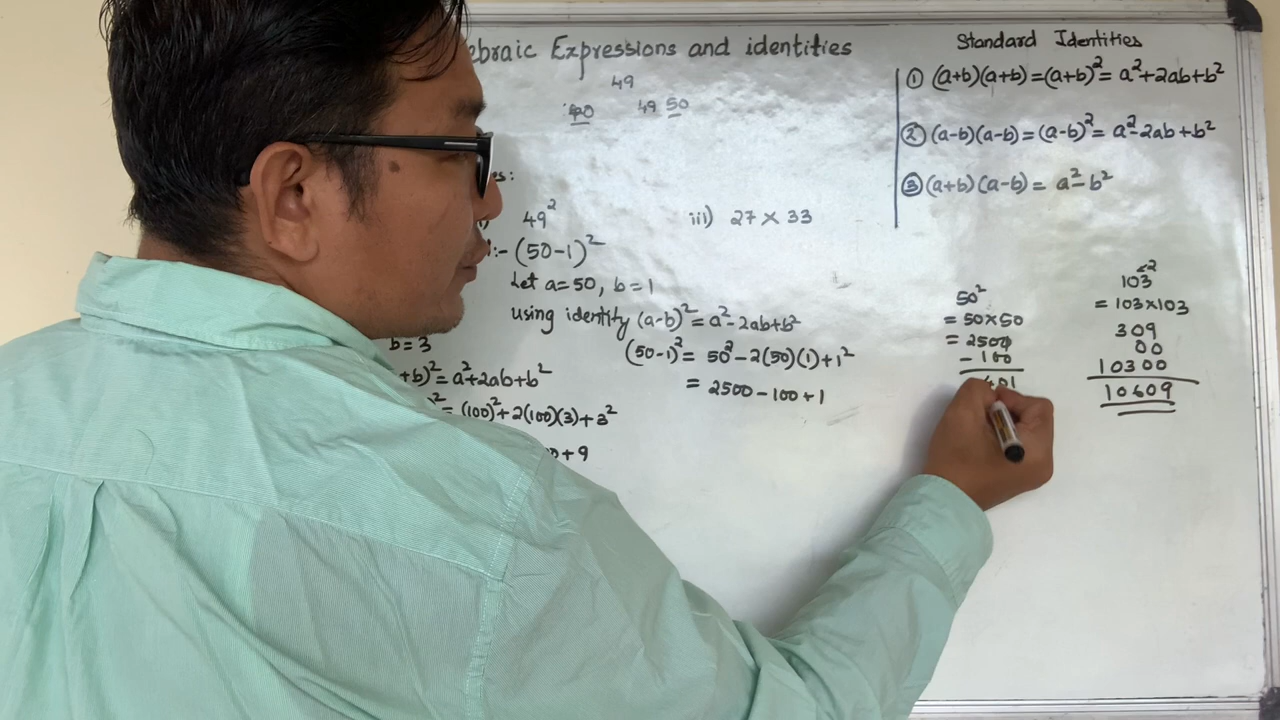 Expressions and identities
49
40 49 50
49²
:- (50-1)²
Let a=50, b=1
using identity (a-b)² = a²-2ab+b²
(50-1)² = 50²-2(50)(1)+1²
= 2500-100+1
iii) 27 × 33
b=3
+b)² = a²+2ab+b²
² = (100)²+2(100)(3)+3²
+9
Standard Identities
① (a+b)(a+b) = (a+b)² = a²+2ab+b²
② (a-b)(a-b) = (a-b)² = a²-2ab+b²
③ (a+b)(a-b) = a²-b²
50²
= 50×50
= 2500
- 100
401
103²
= 103×103
309
00
10300
10609